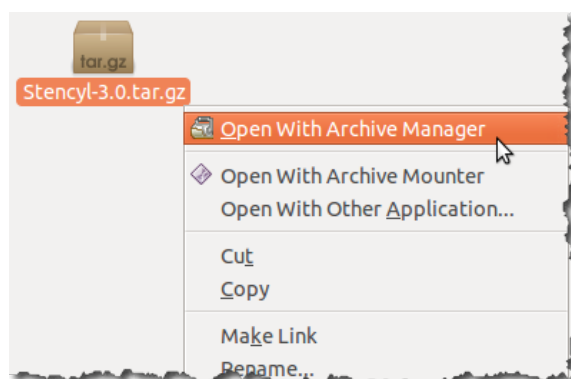 tar.gz
Stencyl-3.0.tar.gz
Open With Archive Manager
Open With Archive Mounter
Open With Other Application...
Cut
Copy
Make Link
Rename...